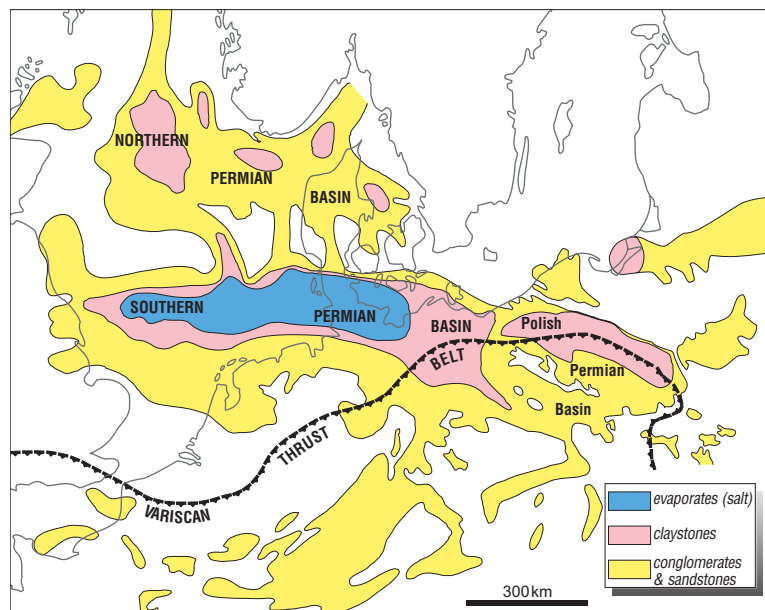 NORTHERN
PERMIAN
BASIN
SOUTHERN
PERMIAN
BASIN
Polish
Permian
Basin
VARISCAN
THRUST
BELT
evaporates (salt)
claystones
conglomerates
& sandstones
300km